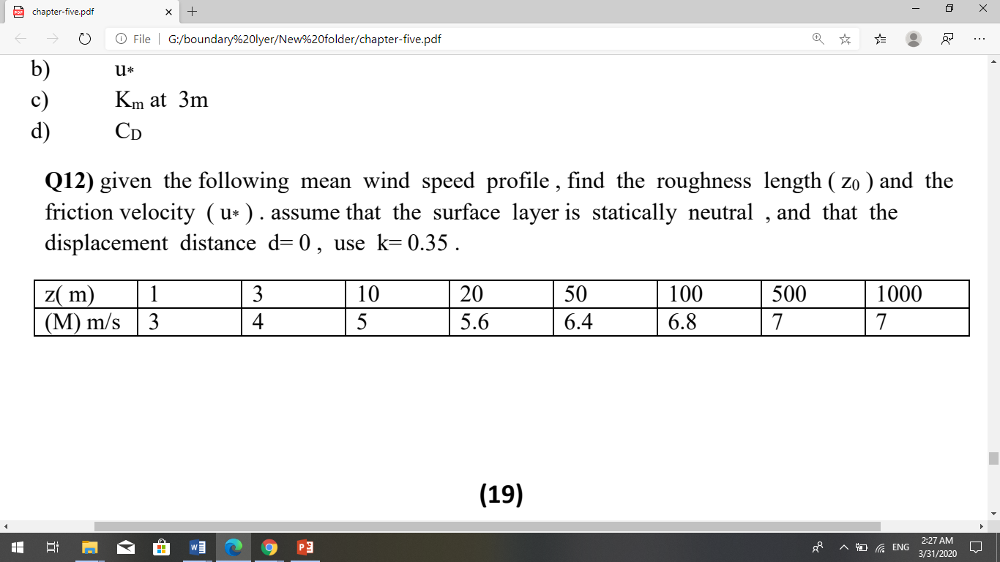 chapter-five.pdf
File G:/boundary%20lyer/New%20folder/chapter-five.pdf
b) u*
c) Km at 3m
d) CD
Q12) given the following mean wind speed profile , find the roughness length ( z0 ) and the
friction velocity ( u* ) . assume that the surface layer is statically neutral , and that the
displacement distance d= 0 , use k= 0.35 .
z( m) 1 3 10 20 50 100 500 1000
(M) m/s 3 4 5 5.6 6.4 6.8 7 7
(19)
ENG 2:27 AM
3/31/2020